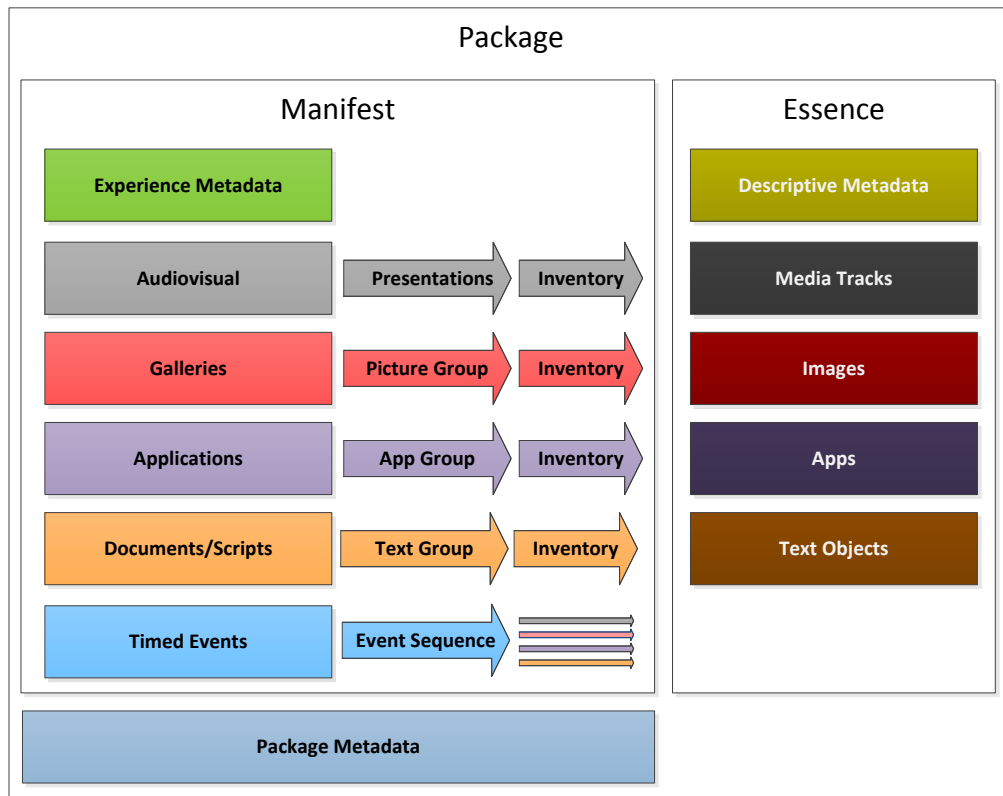 Package
Manifest
Essence
Experience Metadata
Descriptive Metadata
Audiovisual
Presentations
Inventory
Media Tracks
Galleries
Picture Group
Inventory
Images
Applications
App Group
Inventory
Apps
Documents/Scripts
Text Group
Inventory
Text Objects
Timed Events
Event Sequence
Package Metadata